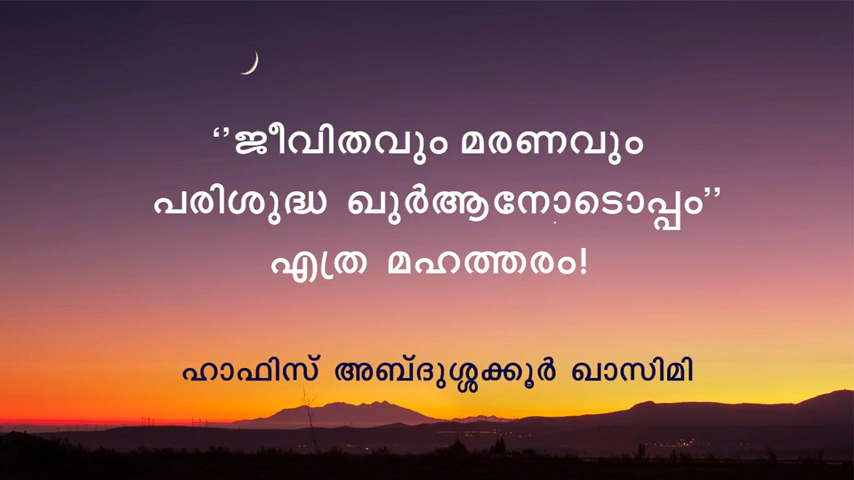 ‘’ജീവിതവും മരണവും
പരിശുദ്ധ ഖുർആനോടൊപ്പം’’
എത്ര മഹത്തരം!
ഹാഫിസ് അബ്ദുശ്ശക്കൂർ ഖാസിമി